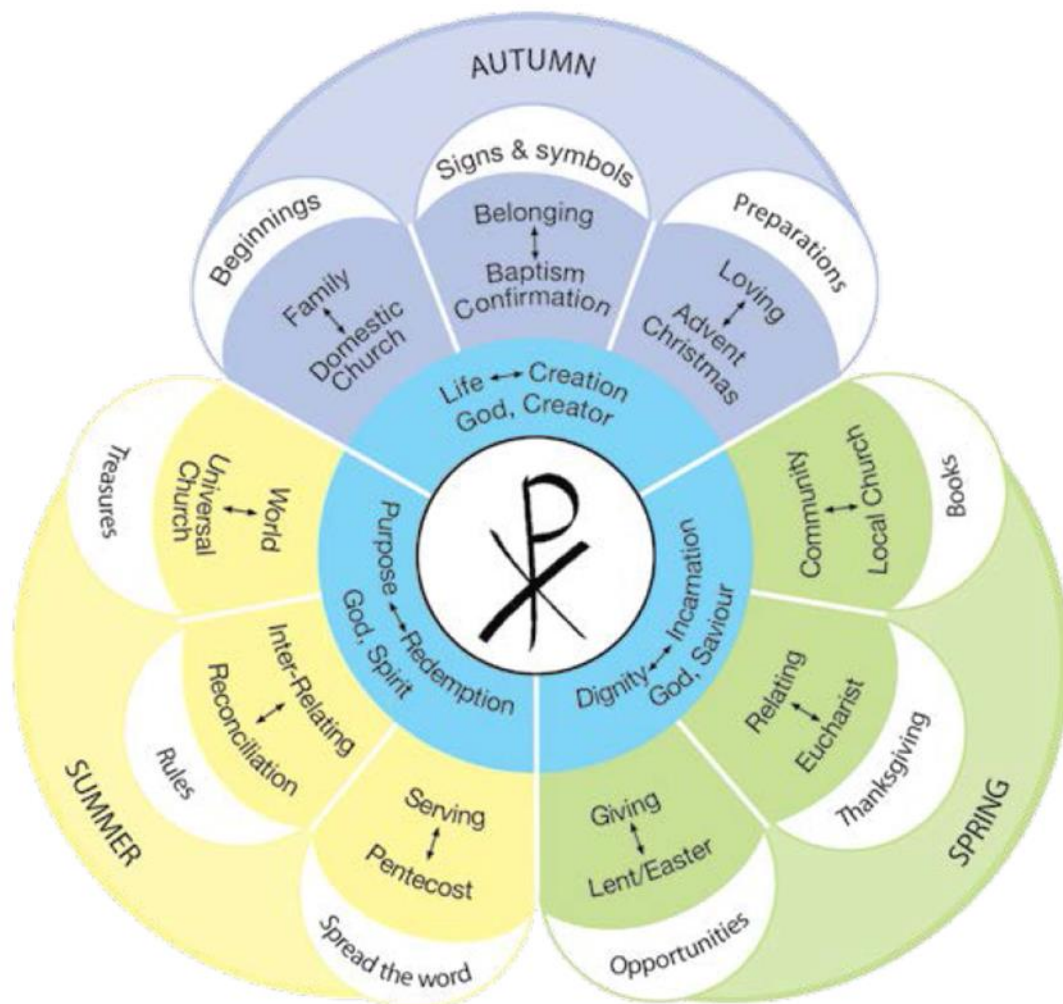 AUTUMN
Beginnings
Family
Domestic
Church
Signs & symbols
Belonging
Baptism
Confirmation
Preparations
Loving
Advent
Christmas
Life Creation
God, Creator
Books
Community
Local Church
Thanksgiving
Relating
Eucharist
Opportunities
Giving
Lent/Easter
SPRING
Dignity Incarnation
God, Saviour
Spread the word
Serving
Pentecost
Rules
Inter-Relating
Reconciliation
Treasures
World
Universal
Church
SUMMER
Purpose Redemption
God, Spirit